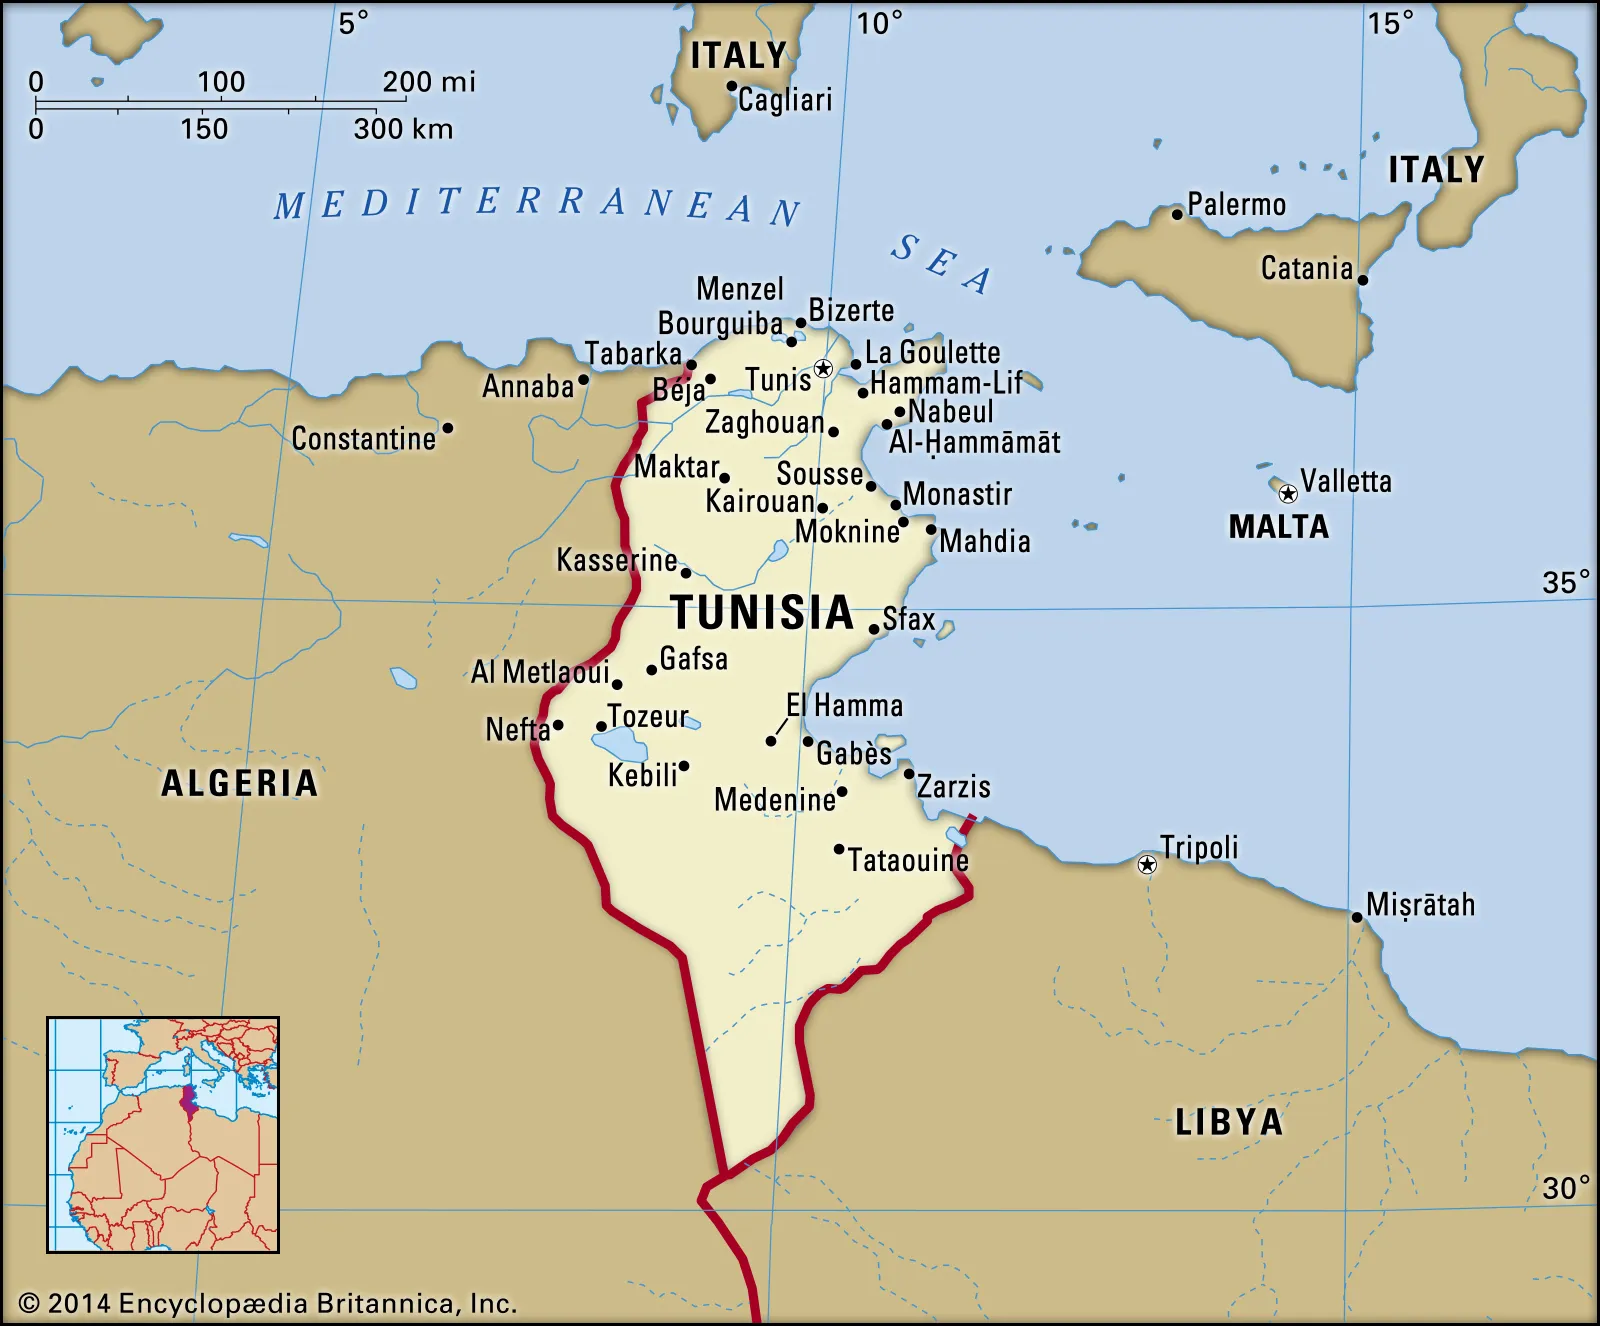 5°
10°
15°
0 100 200 mi
0 150 300 km
ITALY
Cagliari
ITALY
MEDITERRANEAN
SEA
Palermo
Catania
Menzel
Bourguiba
Bizerte
Tabarka
La Goulette
Annaba
Béja
Tunis
Hammam-Lif
Nabeul
Zaghouan
Al-Ḥammāmāt
Constantine
Maktar
Sousse
Kairouan
Monastir
Moknine
Mahdia
Valletta
MALTA
Kasserine
35°
TUNISIA
Sfax
Gafsa
Al Metlaoui
El Hamma
Nefta
Tozeur
Gabès
Kebili
Zarzis
Medenine
ALGERIA
Tataouine
Tripoli
Miṣrātah
LIBYA
30°
© 2014 Encyclopædia Britannica, Inc.